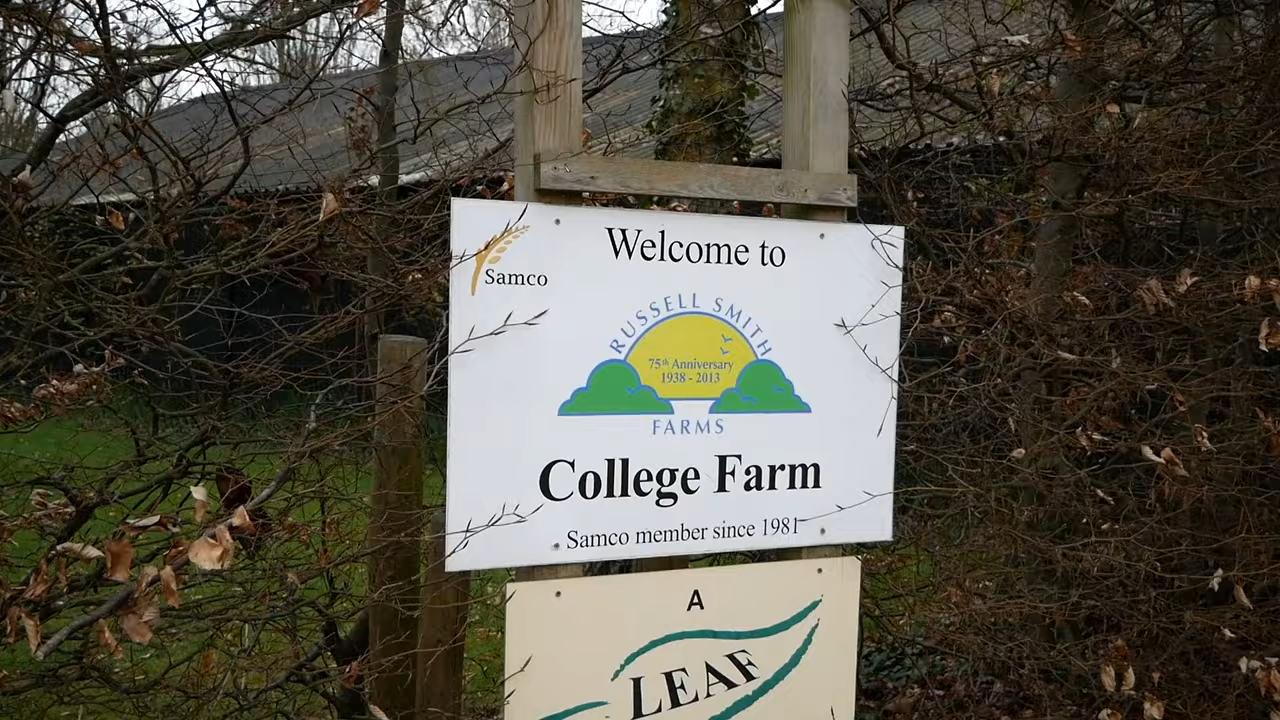 Samco
Welcome to
RUSSELL SMITH
75th Anniversary
1938 - 2013
FARMS
College Farm
Samco member since 1981
A
LEAF